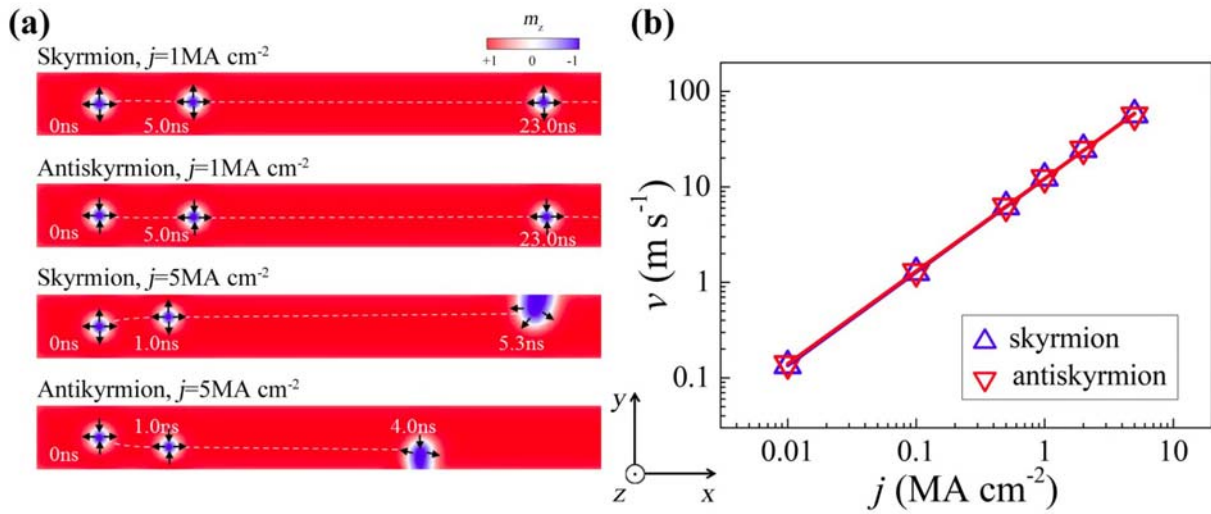 (a)
m_z
+1 0 -1
Skyrmion, j=1MA cm⁻²
0ns 5.0ns 23.0ns
Antiskyrmion, j=1MA cm⁻²
0ns 5.0ns 23.0ns
Skyrmion, j=5MA cm⁻²
0ns 1.0ns 5.3ns
Antikyrmion, j=5MA cm⁻²
0ns 1.0ns 4.0ns
y
z x
(b)
v (m s⁻¹)
100
10
1
0.1
skyrmion
antiskyrmion
0.01 0.1 1 10
j (MA cm⁻²)